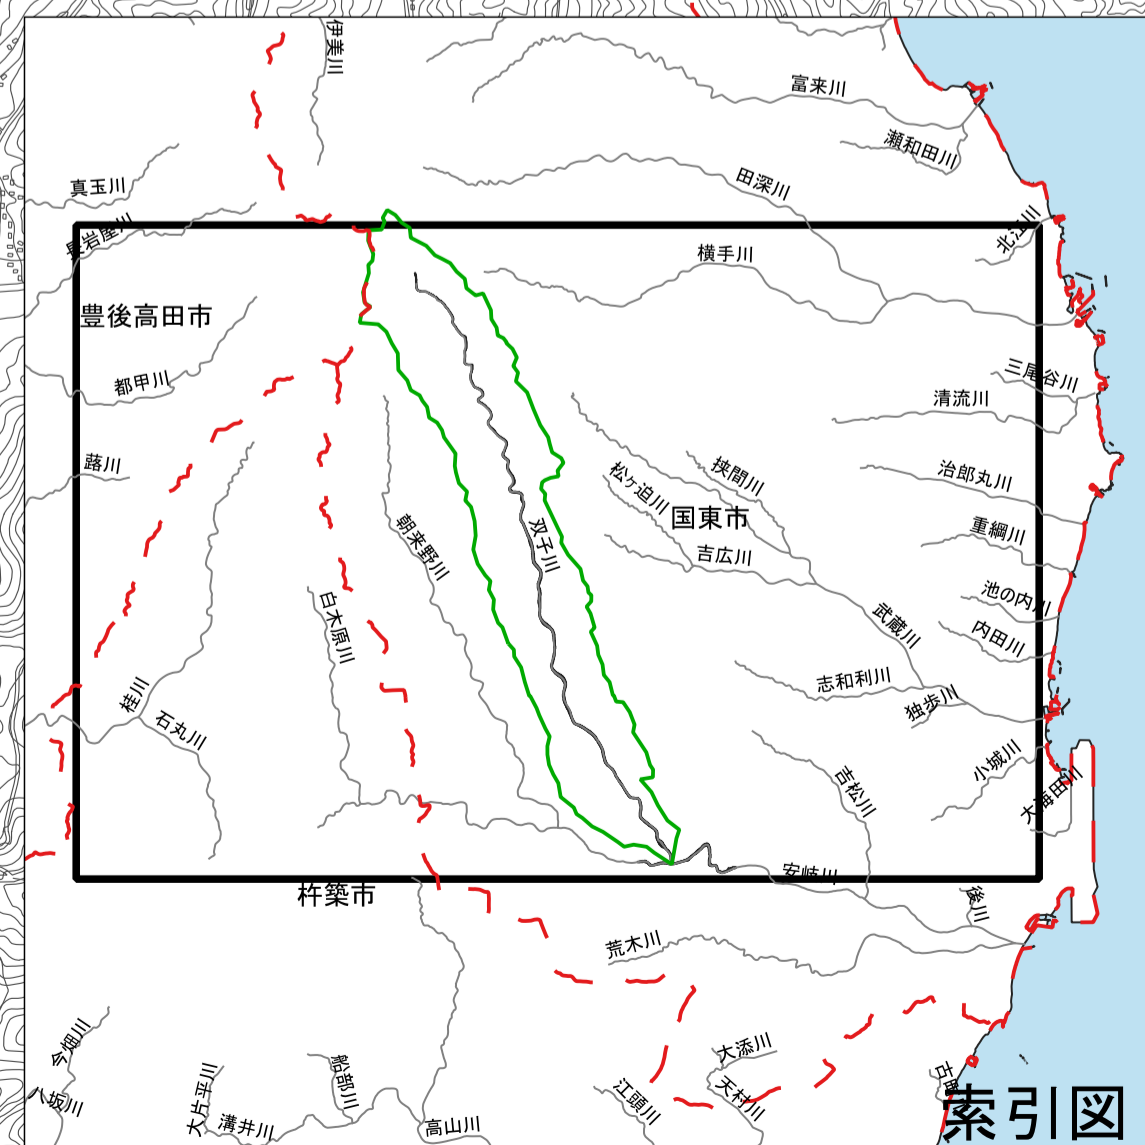 伊美川
富来川
瀬和田川
真玉川
田深川
長岩屋川
北江川
横手川
豊後高田市
都甲川
三尾谷川
清流川
蕗川
挟間川
松ヶ迫川
治郎丸川
国東市
双子川
朝来野川
重綱川
吉広川
池の内川
白木原川
武蔵川
内田川
志和利川
桂川
独歩川
石丸川
小城川
吉松川
大海田川
安岐川
杵築市
後川
荒木川
今畑川
大添川
船部川
大片平川
天村川
江頭川
八坂川
溝井川
高山川
索引図